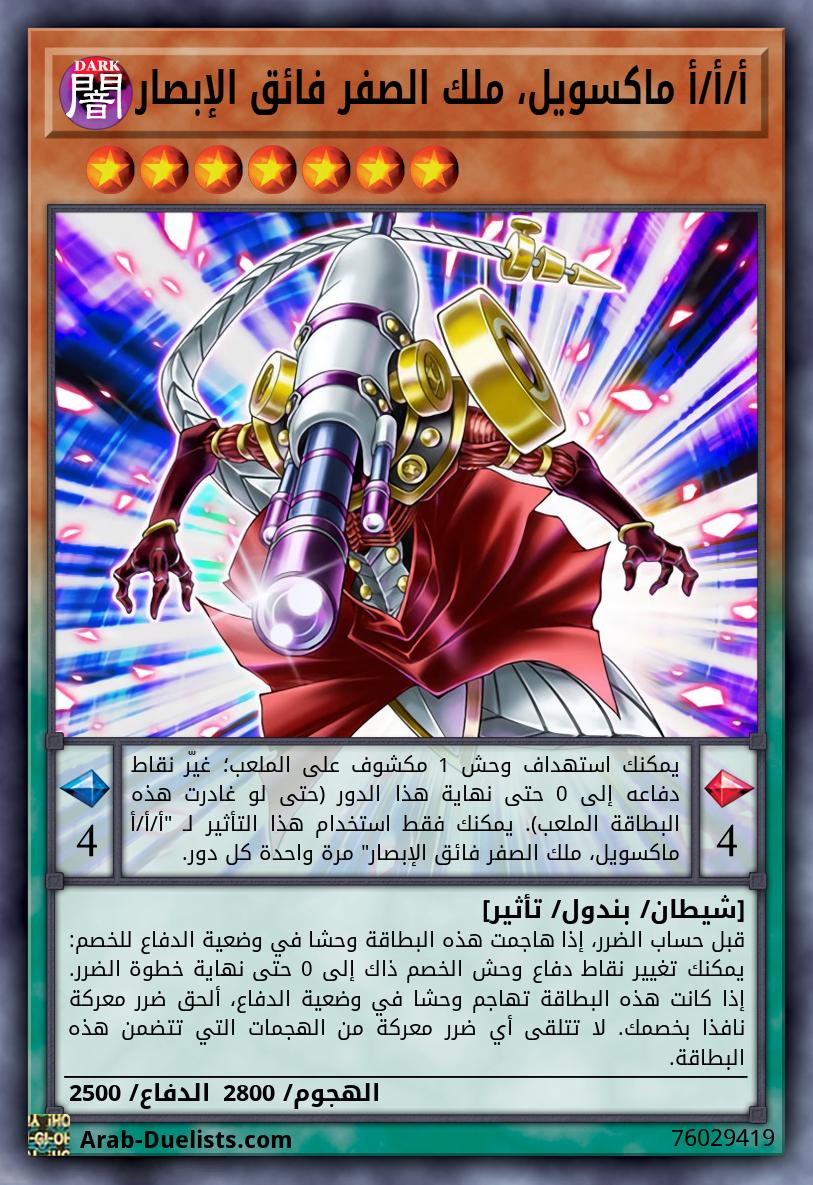 أ/أ/أ ماكسويل، ملك الصفر فائق الإبصار
DARK
闇
يمكنك استهداف وحش 1 مكشوف على الملعب؛ غيّر نقاط
دفاعه إلى 0 حتى نهاية هذا الدور (حتى لو غادرت هذه
البطاقة الملعب). يمكنك فقط استخدام هذا التأثير لـ "أ/أ/أ
ماكسويل، ملك الصفر فائق الإبصار" مرة واحدة كل دور.
4
4
[شيطان/ بندول/ تأثير]
قبل حساب الضرر، إذا هاجمت هذه البطاقة وحشا في وضعية الدفاع للخصم:
يمكنك تغيير نقاط دفاع وحش الخصم ذاك إلى 0 حتى نهاية خطوة الضرر.
إذا كانت هذه البطاقة تهاجم وحشا في وضعية الدفاع، ألحق ضرر معركة
نافذا بخصمك. لا تتلقى أي ضرر معركة من الهجمات التي تتضمن هذه
البطاقة.
الهجوم/ 2800 الدفاع/ 2500
Arab-Duelists.com
76029419